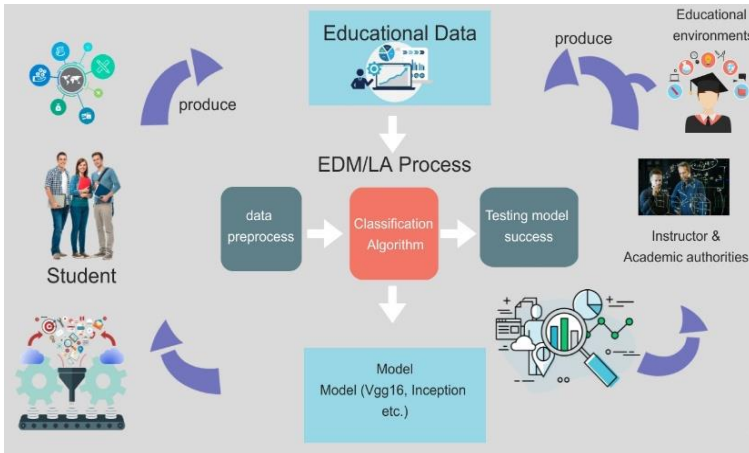 Educational Data
Educational
environments
produce
produce
EDM/LA Process
data
preprocess
Classification
Algorithm
Testing model
success
Student
Instructor &
Academic authorities
Model
Model (Vgg16, Inception
etc.)